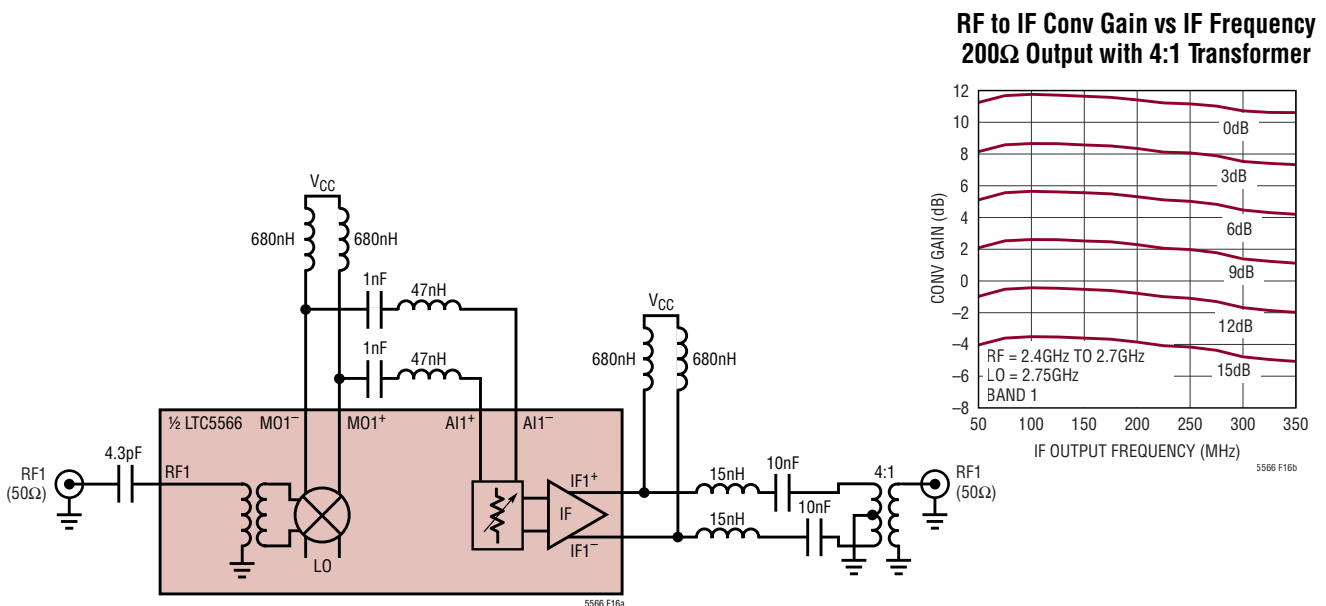 RF to IF Conv Gain vs IF Frequency
200Ω Output with 4:1 Transformer
12
10
8
6
4
2
0
–2
–4
–6
–8
CONV GAIN (dB)
0dB
3dB
6dB
9dB
12dB
15dB
RF = 2.4GHz TO 2.7GHz
LO = 2.75GHz
BAND 1
50 100 150 200 250 300 350
IF OUTPUT FREQUENCY (MHz)
5566 F16b
VCC
680nH 680nH
1nF 47nH
1nF 47nH
VCC
680nH 680nH
½ LTC5566 MO1– MO1+ AI1+ AI1–
RF1
(50Ω)
4.3pF
RF1
LO
IF
IF1+
IF1–
15nH 10nF
15nH 10nF
4:1
RF1
(50Ω)
5566 F16a